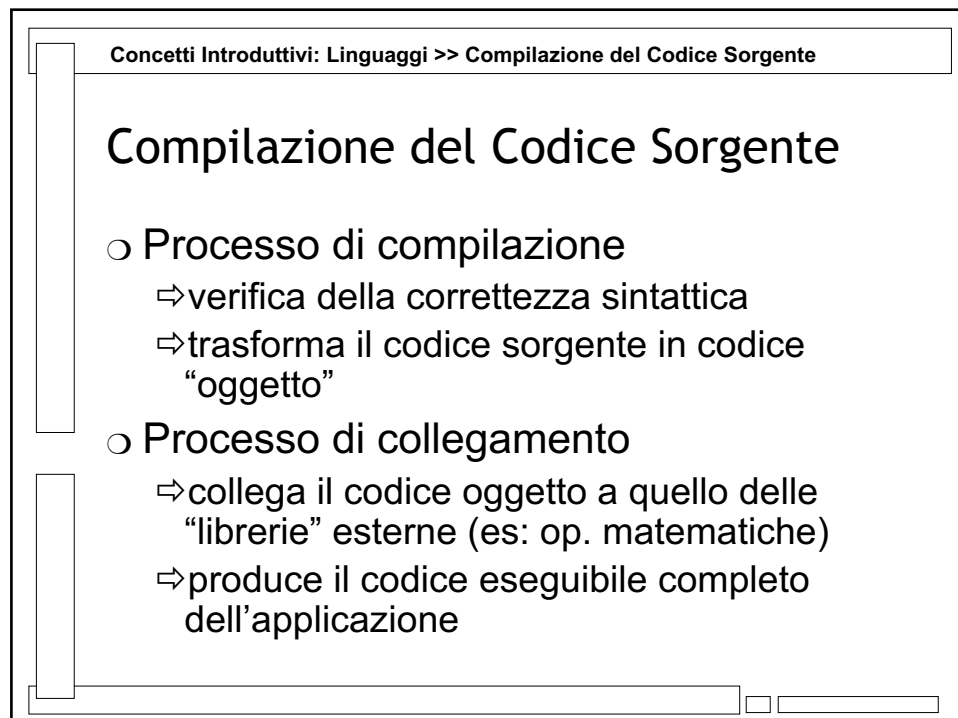 Concetti Introduttivi: Linguaggi >> Compilazione del Codice Sorgente
Compilazione del Codice Sorgente
❍ Processo di compilazione
⇨verifica della correttezza sintattica
⇨trasforma il codice sorgente in codice
“oggetto”
❍ Processo di collegamento
⇨collega il codice oggetto a quello delle
“librerie” esterne (es: op. matematiche)
⇨produce il codice eseguibile completo
dell’applicazione